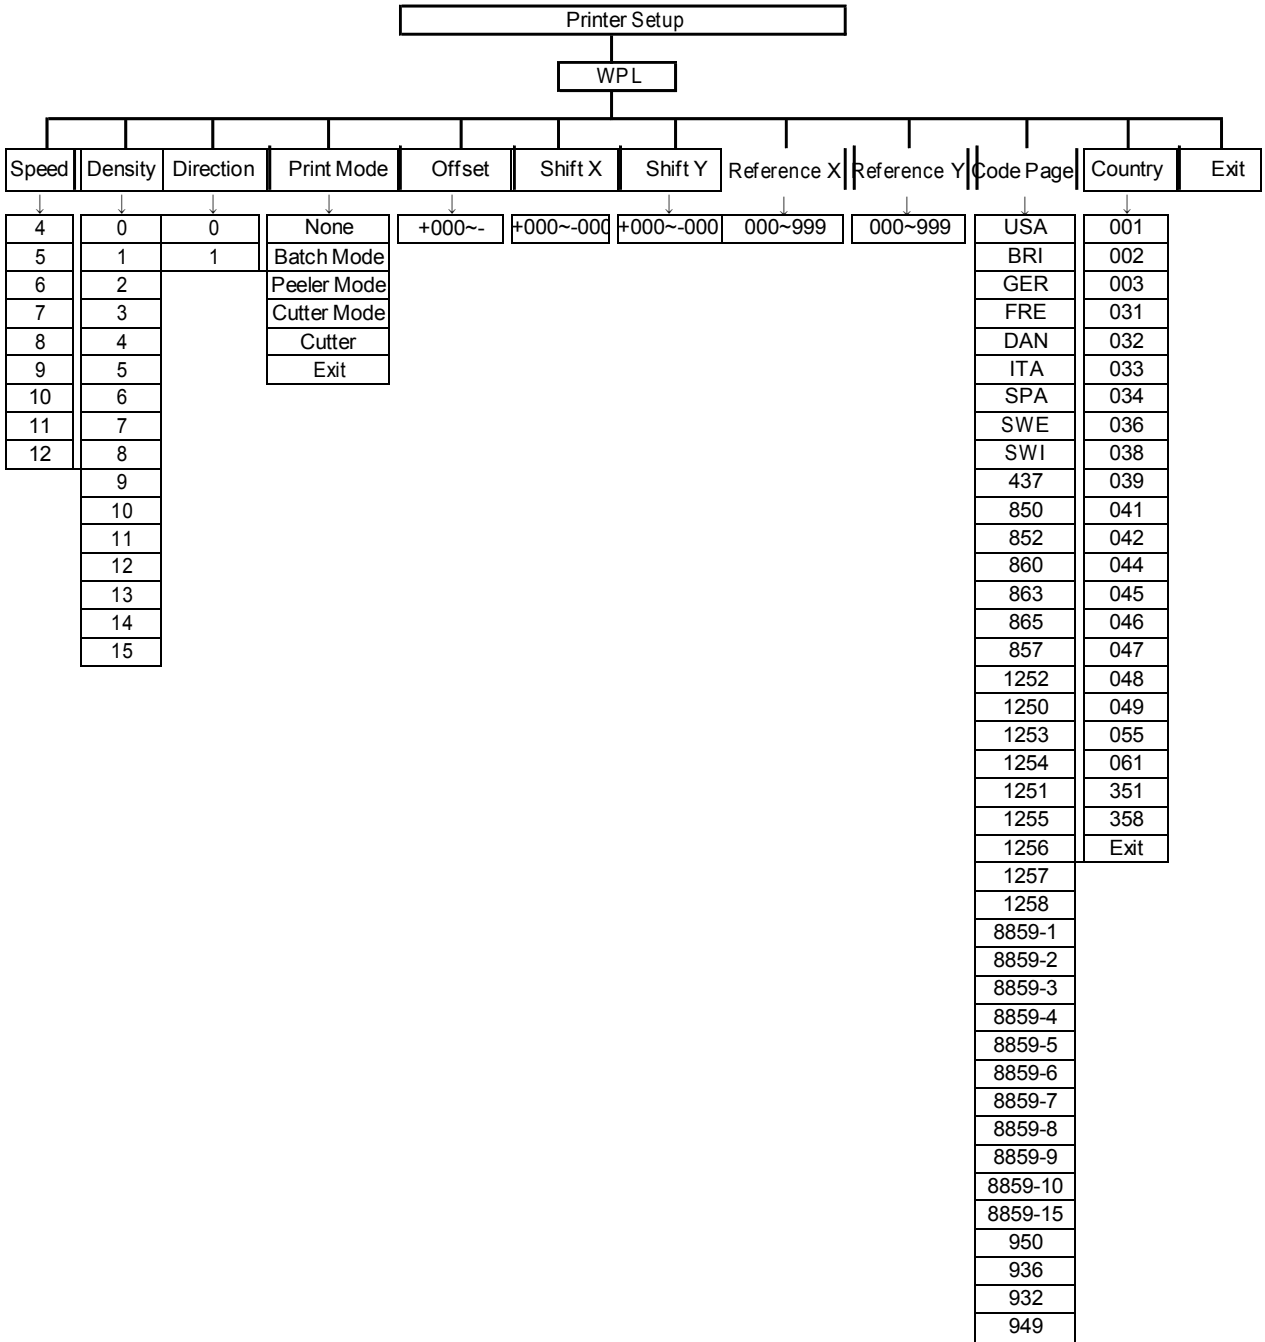 Printer Setup
WPL
Speed Density Direction Print Mode Offset Shift X Shift Y Reference X Reference Y Code Page Country Exit
4 0 0 None +000~- +000~-000 +000~-000 000~999 000~999 USA 001
5 1 1 Batch Mode BRI 002
6 2 Peeler Mode GER 003
7 3 Cutter Mode FRE 031
8 4 Cutter DAN 032
9 5 Exit ITA 033
10 6 SPA 034
11 7 SWE 036
12 8 SWI 038
9 437 039
10 850 041
11 852 042
12 860 044
13 863 045
14 865 046
15 857 047
1252 048
1250 049
1253 055
1254 061
1251 351
1255 358
1256 Exit
1257
1258
8859-1
8859-2
8859-3
8859-4
8859-5
8859-6
8859-7
8859-8
8859-9
8859-10
8859-15
950
936
932
949